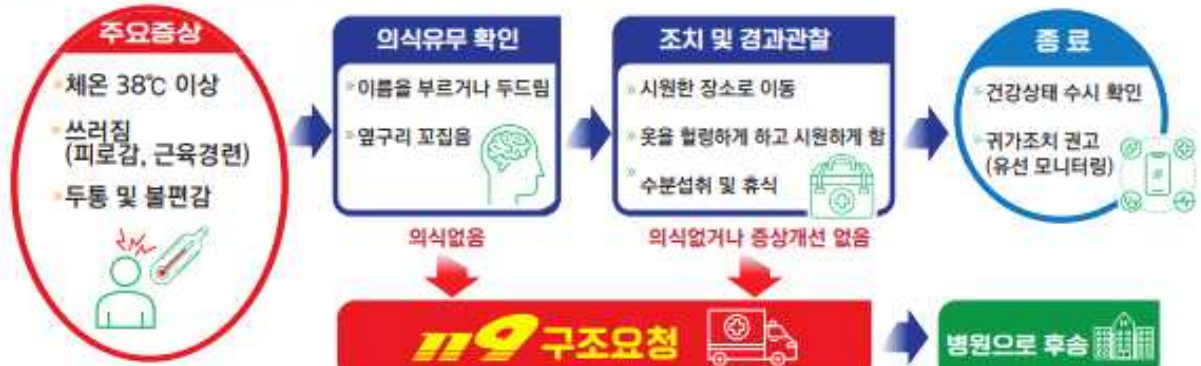 주요증상
체온 38℃ 이상
쓰러짐
(피로감, 근육경련)
두통 및 불편감
의식유무 확인
이름을 부르거나 두드림
옆구리 꼬집음
조치 및 경과관찰
시원한 장소로 이동
옷을 헐렁하게 하고 시원하게 함
수분섭취 및 휴식
종료
건강상태 수시 확인
귀가조치 권고
(유선 모니터링)
의식없음
의식없거나 증상개선 없음
119 구조요청
병원으로 후송